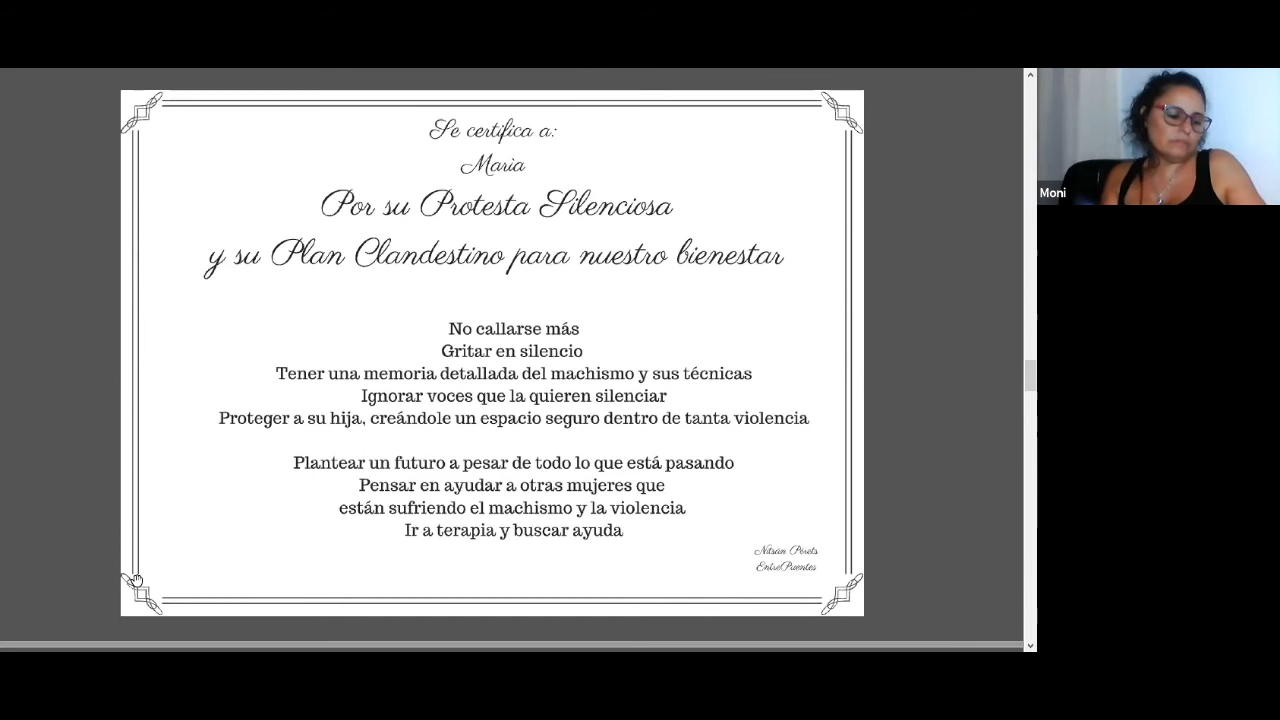 Se certifica a:
Maria
Por su Protesta Silenciosa
y su Plan Clandestino para nuestro bienestar
No callarse más
Gritar en silencio
Tener una memoria detallada del machismo y sus técnicas
Ignorar voces que la quieren silenciar
Proteger a su hija, creándole un espacio seguro dentro de tanta violencia
Plantear un futuro a pesar de todo lo que está pasando
Pensar en ayudar a otras mujeres que
están sufriendo el machismo y la violencia
Ir a terapia y buscar ayuda
Nitsan Porets
EntrePuentes
Moni